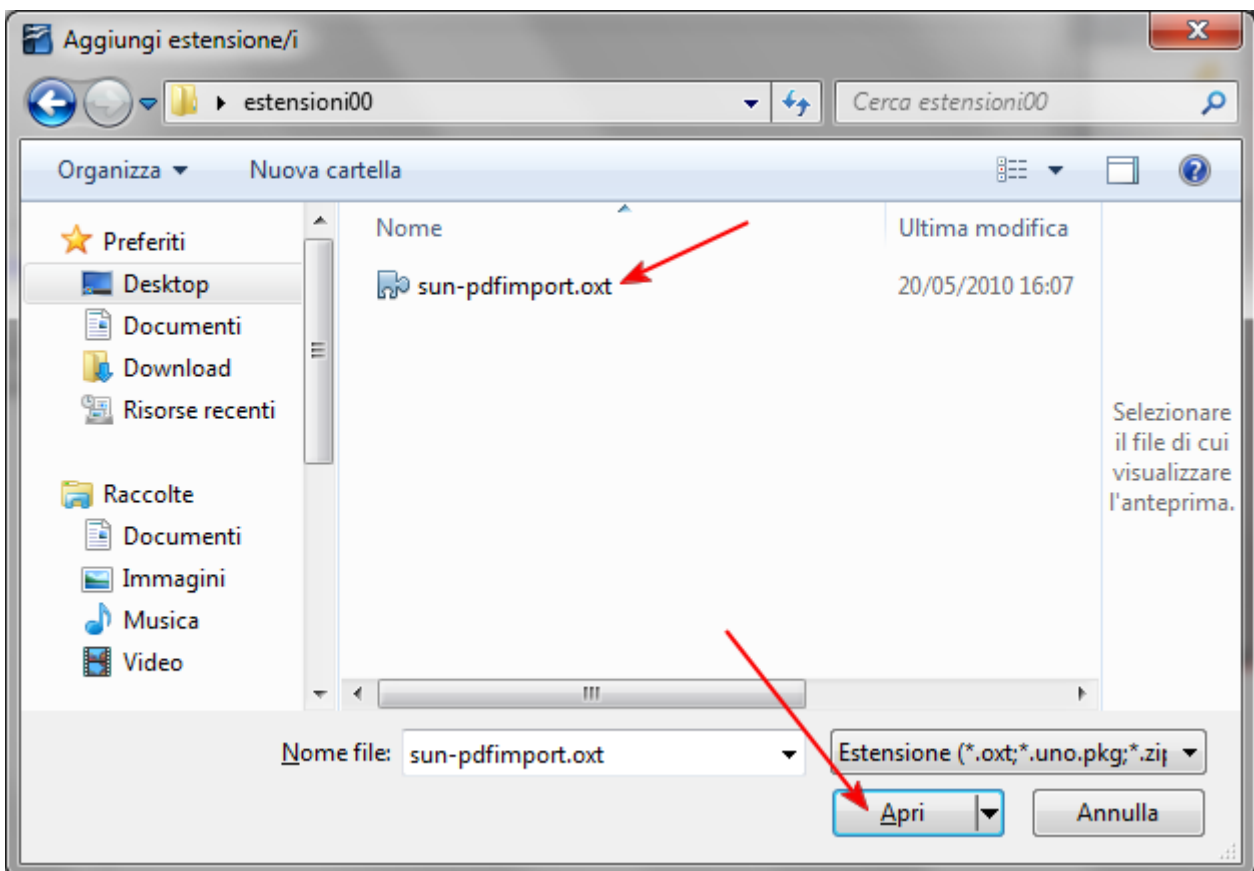 Aggiungi estensione/i
estensioni00
Cerca estensioni00
Organizza
Nuova cartella
Nome
Ultima modifica
Preferiti
Desktop
Documenti
Download
Risorse recenti
Raccolte
Documenti
Immagini
Musica
Video
sun-pdfimport.oxt
20/05/2010 16:07
Selezionare
il file di cui
visualizzare
l'anteprima.
Nome file:
sun-pdfimport.oxt
Estensione (*.oxt;*.uno.pkg;*.zip
Apri
Annulla